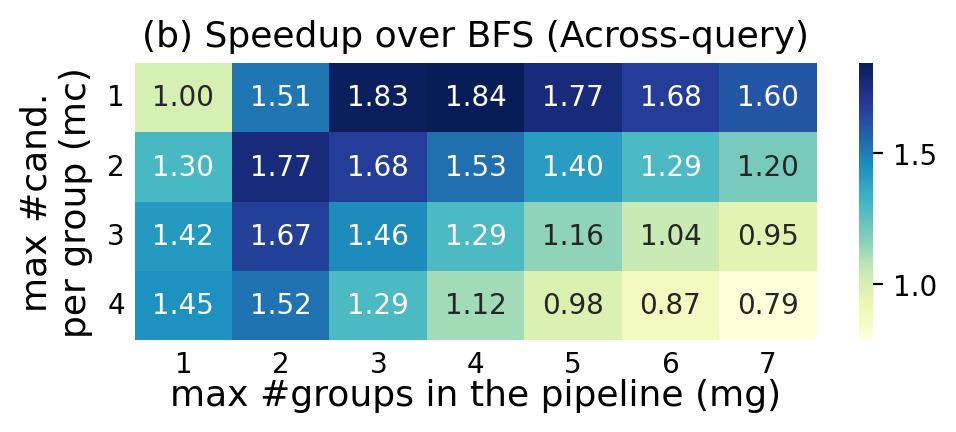 (b) Speedup over BFS (Across-query)
max #cand.
per group (mc)
1 1.00 1.51 1.83 1.84 1.77 1.68 1.60
2 1.30 1.77 1.68 1.53 1.40 1.29 1.20
3 1.42 1.67 1.46 1.29 1.16 1.04 0.95
4 1.45 1.52 1.29 1.12 0.98 0.87 0.79
1 2 3 4 5 6 7
max #groups in the pipeline (mg)
1.5
1.0